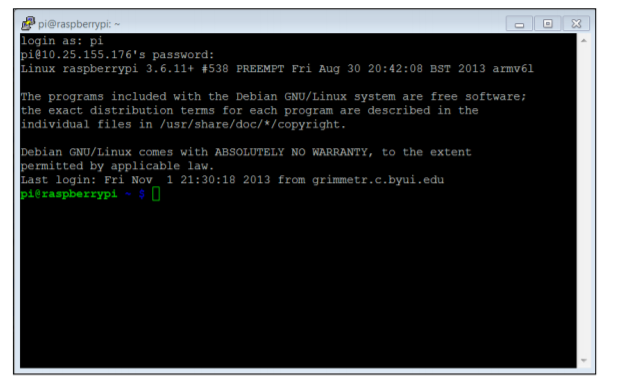 pi@raspberrypi: ~
login as: pi
pi@10.25.155.176's password:
Linux raspberrypi 3.6.11+ #538 PREEMPT Fri Aug 30 20:42:08 BST 2013 armv6l
The programs included with the Debian GNU/Linux system are free software;
the exact distribution terms for each program are described in the
individual files in /usr/share/doc/*/copyright.
Debian GNU/Linux comes with ABSOLUTELY NO WARRANTY, to the extent
permitted by applicable law.
Last login: Fri Nov  1 21:30:18 2013 from grimmetr.c.byui.edu
pi@raspberrypi ~ $